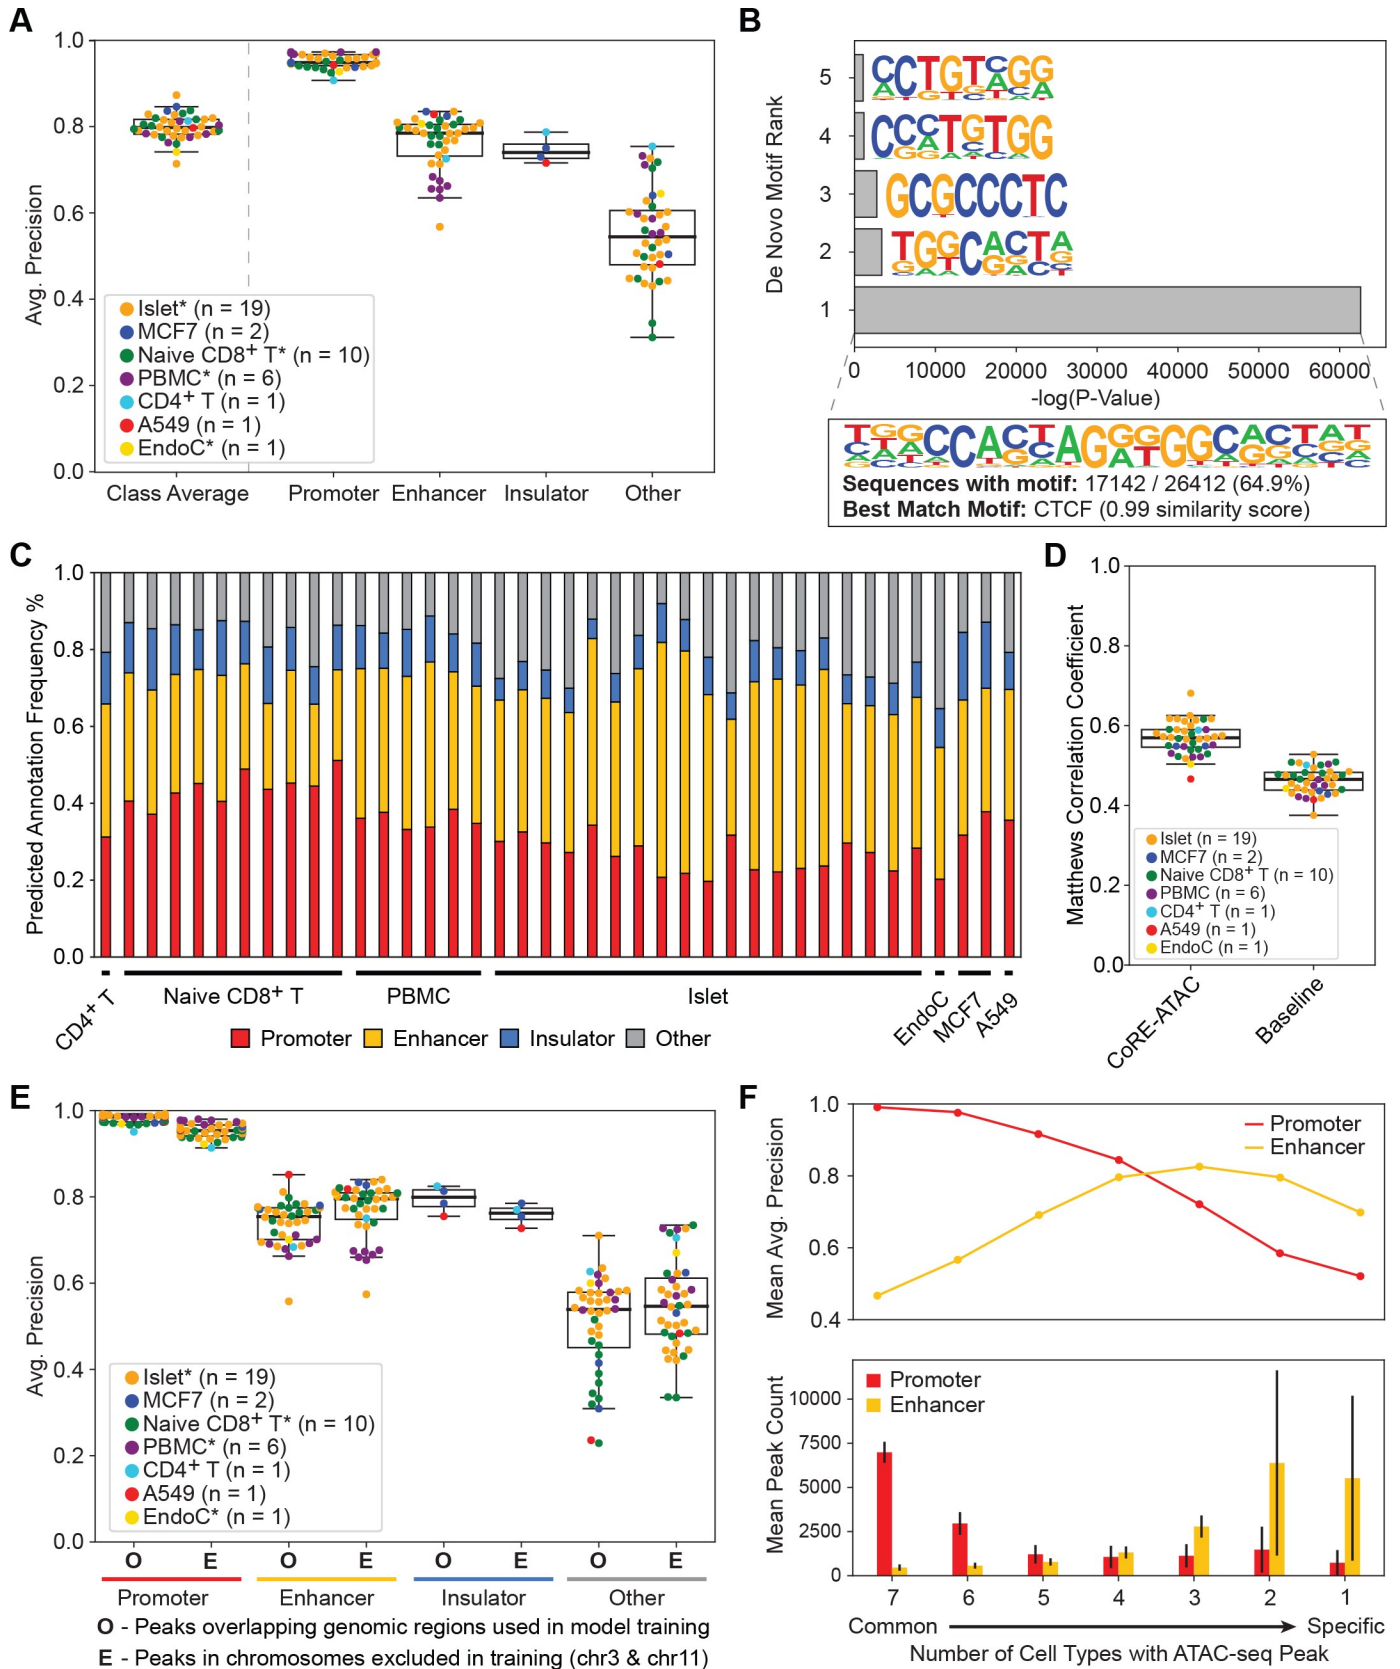 A
1.0
0.8
0.6
0.4
0.2
0.0
Avg. Precision
Islet* (n = 19)
MCF7 (n = 2)
Naive CD8+ T* (n = 10)
PBMC* (n = 6)
CD4+ T (n = 1)
A549 (n = 1)
EndoC* (n = 1)
Class Average
Promoter
Enhancer
Insulator
Other
B
De Novo Motif Rank
5
CCTGTCGG
4
CCCTGTGG
3
GCGCCCTC
2
TGGCACTA
1
0
10000
20000
30000
40000
50000
60000
-log(P-Value)
Sequences with motif: 17142 / 26412 (64.9%)
Best Match Motif: CTCF (0.99 similarity score)
C
Predicted Annotation Frequency %
1.0
0.8
0.6
0.4
0.2
0.0
CD4+ T
Naive CD8+ T
PBMC
Islet
EndoC
MCF7
A549
Promoter
Enhancer
Insulator
Other
D
Matthews Correlation Coefficient
1.0
0.8
0.6
0.4
0.2
0.0
Islet (n = 19)
MCF7 (n = 2)
Naive CD8+ T (n = 10)
PBMC (n = 6)
CD4+ T (n = 1)
A549 (n = 1)
EndoC (n = 1)
CoRE-ATAC
Baseline
E
Avg. Precision
1.0
0.8
0.6
0.4
0.2
0.0
Islet* (n = 19)
MCF7 (n = 2)
Naive CD8+ T* (n = 10)
PBMC* (n = 6)
CD4+ T (n = 1)
A549 (n = 1)
EndoC* (n = 1)
O E O E O E O E
Promoter
Enhancer
Insulator
Other
O - Peaks overlapping genomic regions used in model training
E - Peaks in chromosomes excluded in training (chr3 & chr11)
F
Mean Avg. Precision
1.0
0.8
0.6
0.4
Promoter
Enhancer
Mean Peak Count
10000
7500
5000
2500
0
Promoter
Enhancer
7 6 5 4 3 2 1
Common
Specific
Number of Cell Types with ATAC-seq Peak